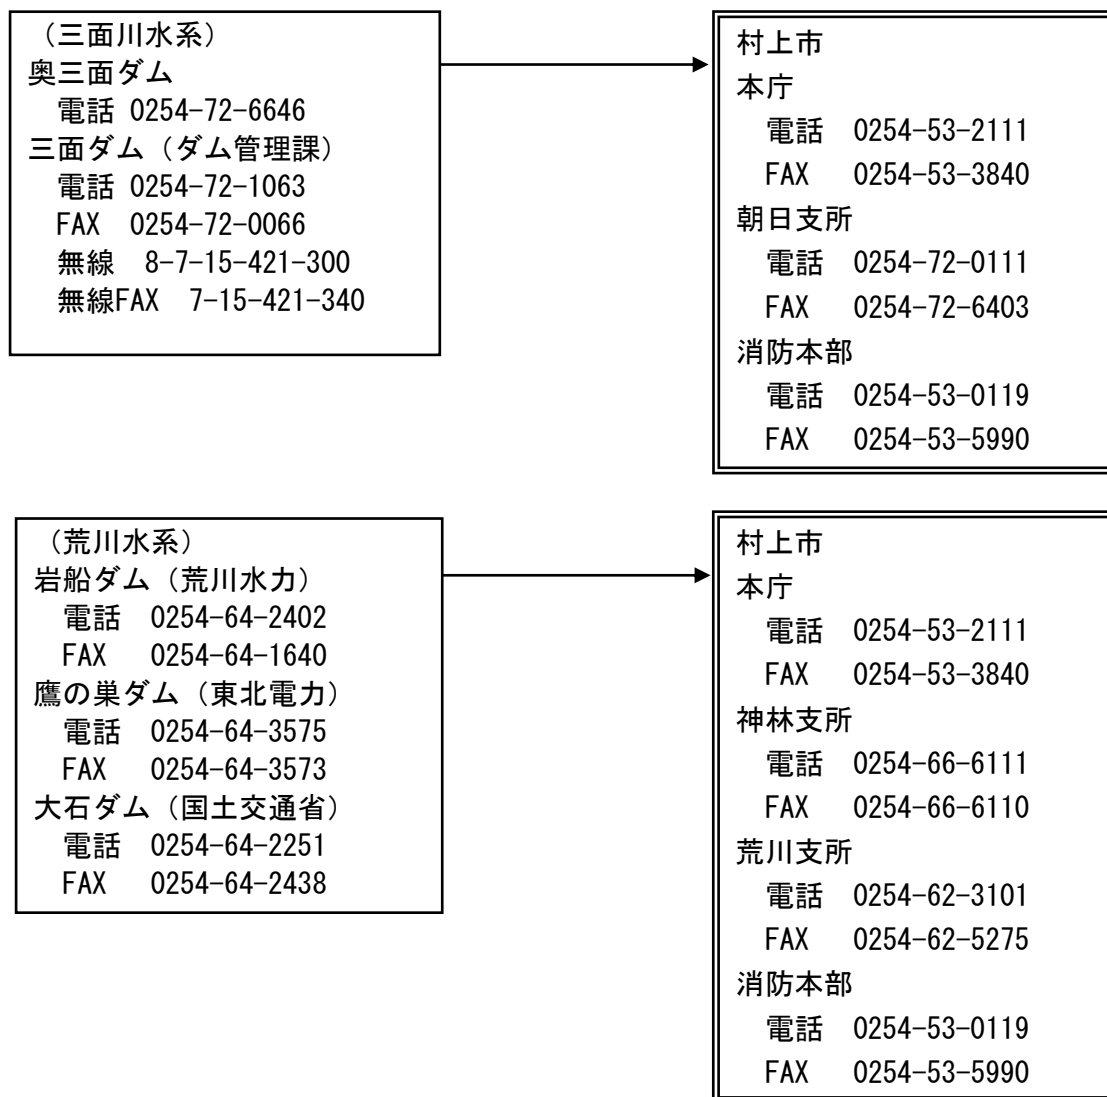 （三面川水系）
奥三面ダム
電話 0254-72-6646
三面ダム（ダム管理課）
電話 0254-72-1063
FAX 0254-72-0066
無線 8-7-15-421-300
無線FAX 7-15-421-340
村上市
本庁
電話 0254-53-2111
FAX 0254-53-3840
朝日支所
電話 0254-72-0111
FAX 0254-72-6403
消防本部
電話 0254-53-0119
FAX 0254-53-5990
（荒川水系）
岩船ダム（荒川水力）
電話 0254-64-2402
FAX 0254-64-1640
鷹の巣ダム（東北電力）
電話 0254-64-3575
FAX 0254-64-3573
大石ダム（国土交通省）
電話 0254-64-2251
FAX 0254-64-2438
村上市
本庁
電話 0254-53-2111
FAX 0254-53-3840
神林支所
電話 0254-66-6111
FAX 0254-66-6110
荒川支所
電話 0254-62-3101
FAX 0254-62-5275
消防本部
電話 0254-53-0119
FAX 0254-53-5990